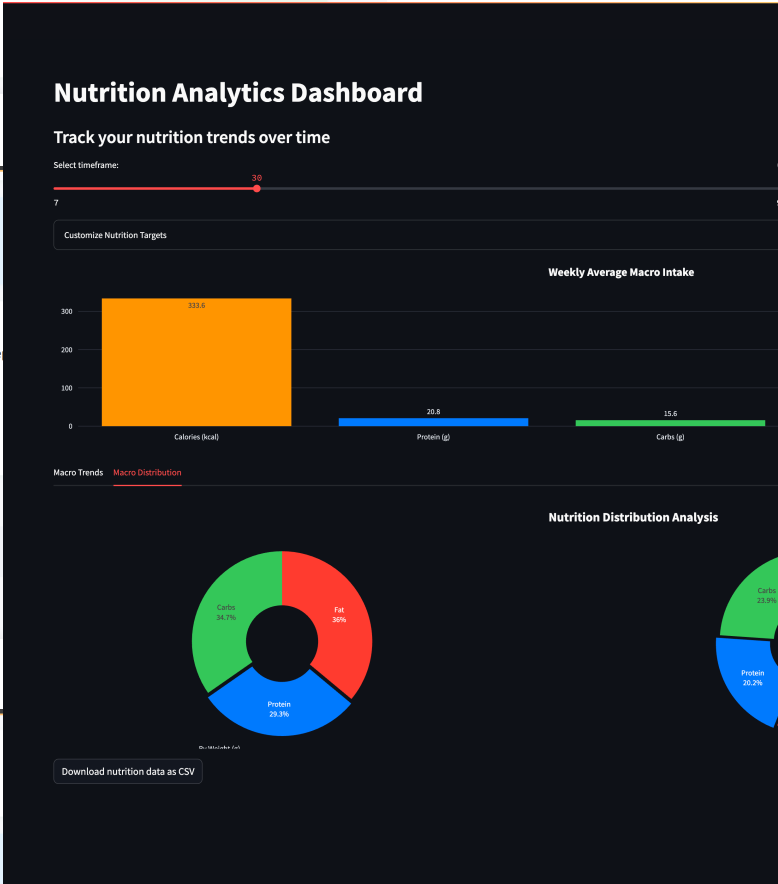 Nutrition Analytics Dashboard
Track your nutrition trends over time
Select timeframe:
30
7
Customize Nutrition Targets
Weekly Average Macro Intake
300
200
100
0
333.6
20.8
15.6
Calories (kcal)
Protein (g)
Carbs (g)
Macro Trends
Macro Distribution
Nutrition Distribution Analysis
Carbs
34.7%
Fat
36%
Protein
29.3%
Carbs
23.9%
Protein
20.2%
By Weight (g)
Download nutrition data as CSV